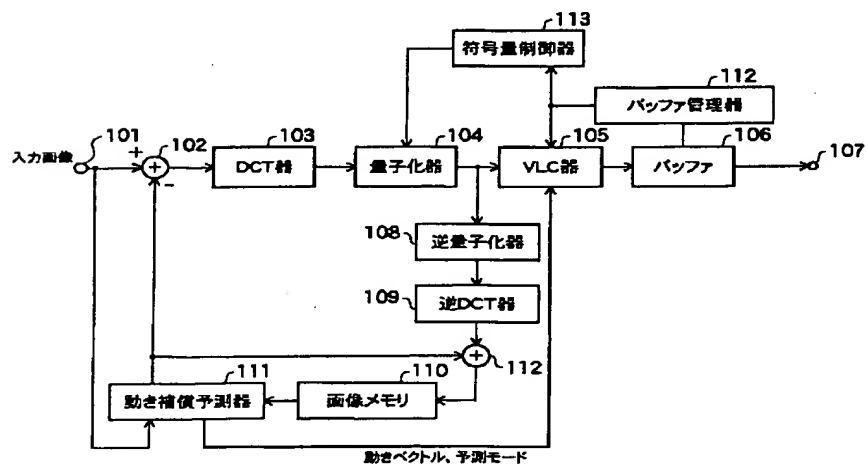 113
符号量制御器
112
バッファ管理器
入力画像
101
+
102
103
104
105
106
107
+
-
DCT器
量子化器
VLC器
バッファ
108
逆量子化器
109
逆DCT器
+
112
111
110
動き補償予測器
画像メモリ
動きベクトル、予測モード